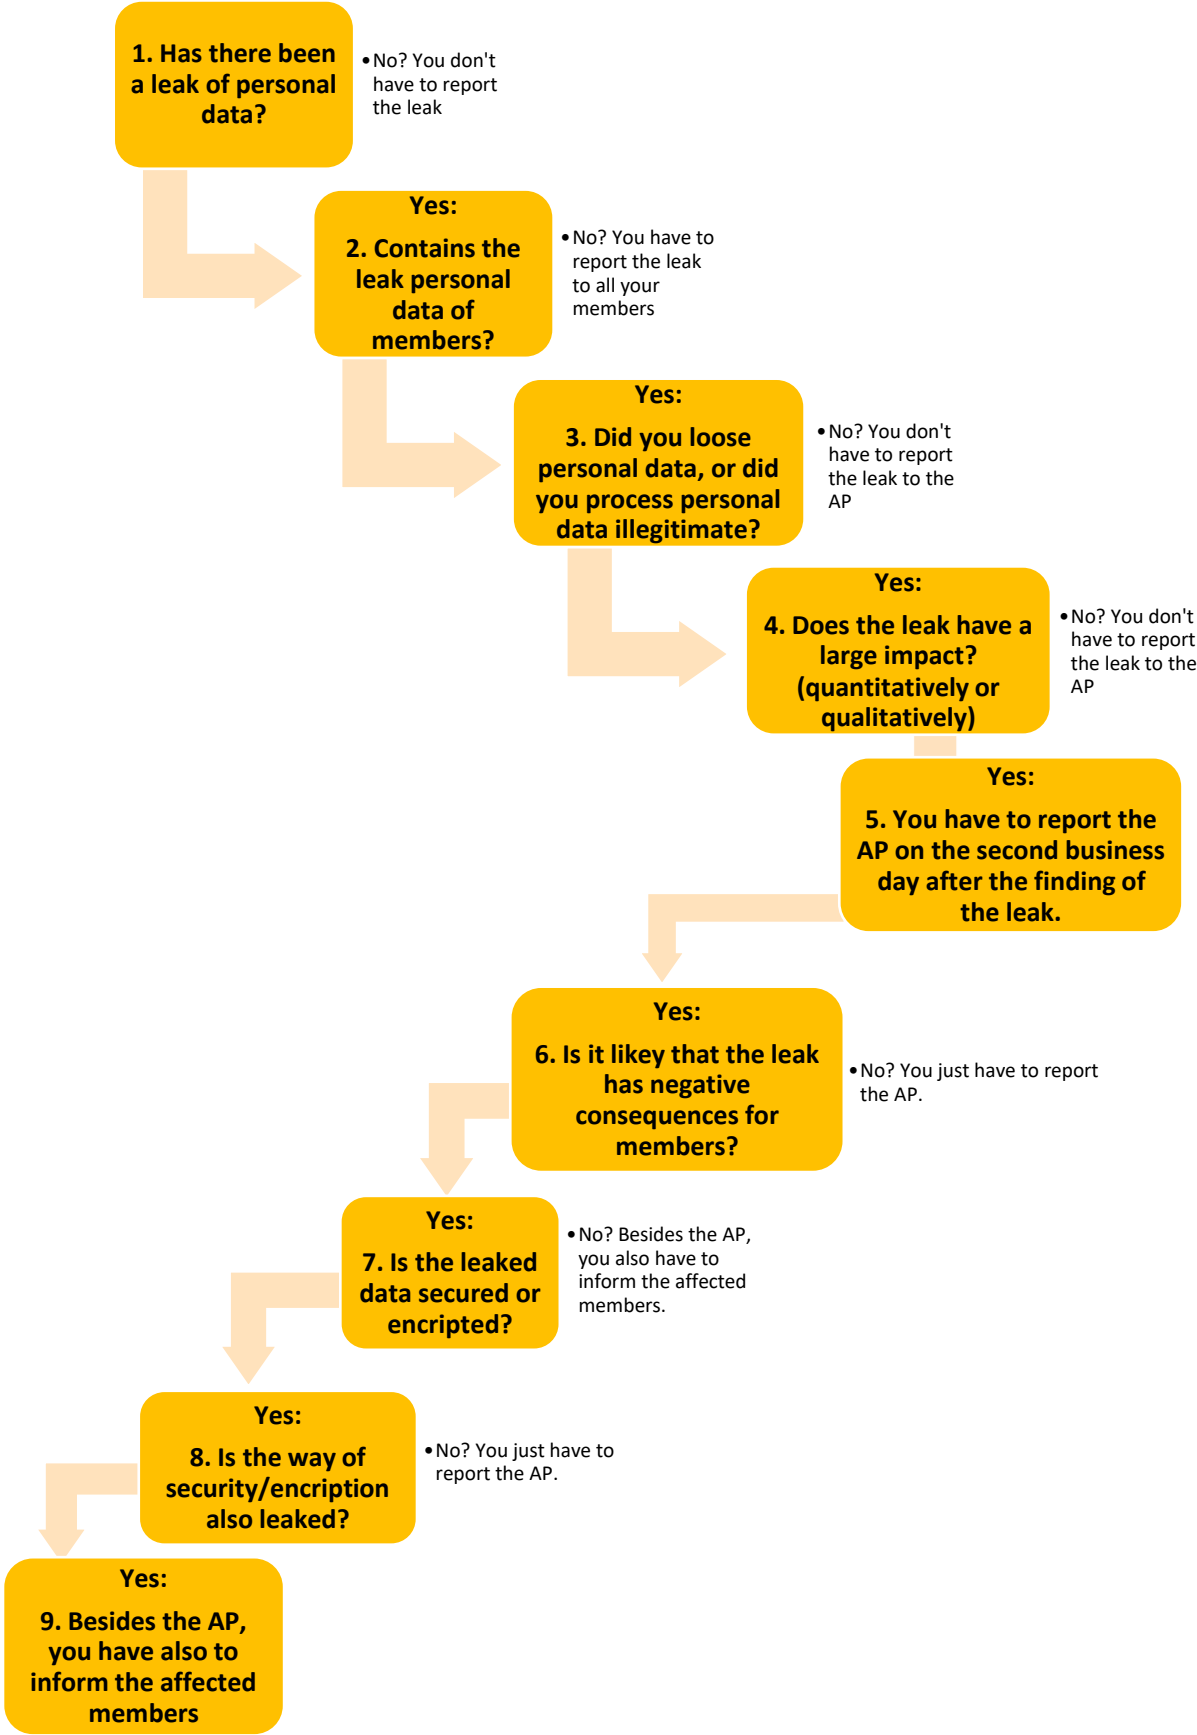 1. Has there been
a leak of personal
data?
•No? You don't
have to report
the leak
Yes:
2. Contains the
leak personal
data of
members?
•No? You have to
report the leak
to all your
members
Yes:
3. Did you loose
personal data, or did
you process personal
data illegitimate?
•No? You don't
have to report
the leak to the
AP
Yes:
4. Does the leak have a
large impact?
(quantitatively or
qualitatively)
•No? You don't
have to report
the leak to the
AP
Yes:
5. You have to report the
AP on the second business
day after the finding of
the leak.
Yes:
6. Is it likey that the leak
has negative
consequences for
members?
•No? You just have to report
the AP.
Yes:
7. Is the leaked
data secured or
encripted?
•No? Besides the AP,
you also have to
inform the affected
members.
Yes:
8. Is the way of
security/encription
also leaked?
•No? You just have to
report the AP.
Yes:
9. Besides the AP,
you have also to
inform the affected
members